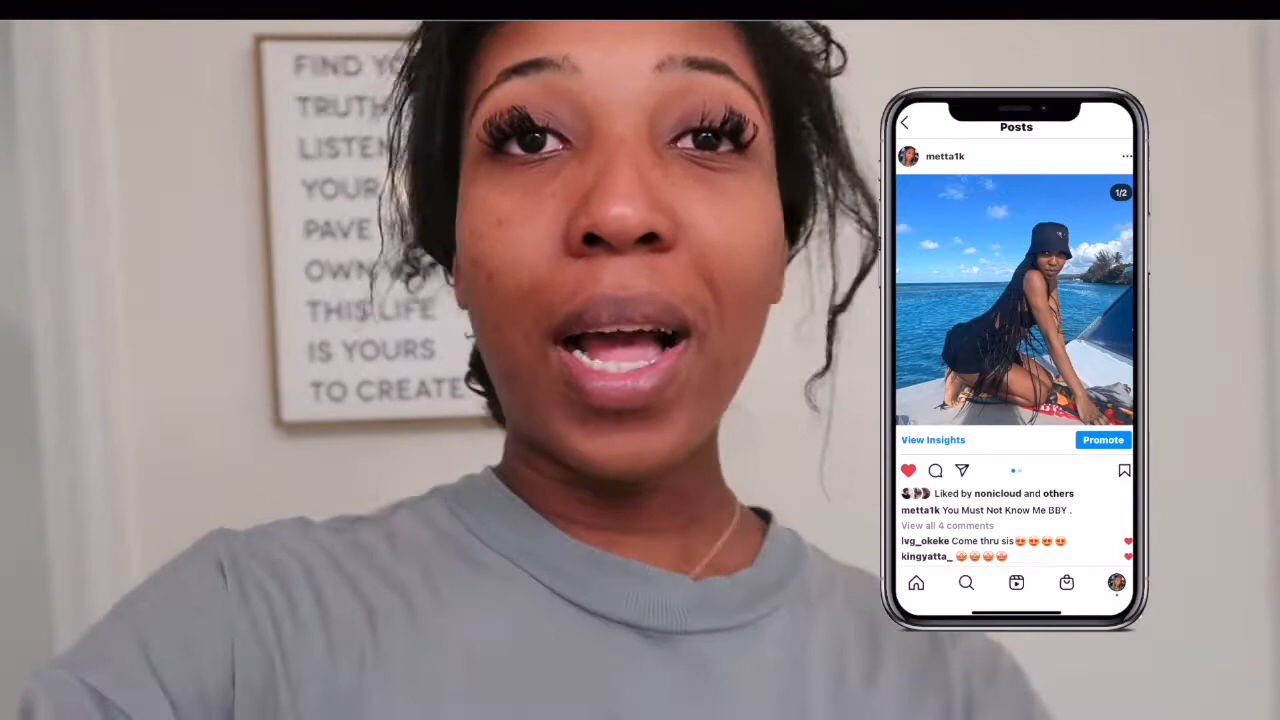 FIND YO
TRUTH
LISTEN
YOUR
PAVE
OWN
THIS LIFE
IS YOURS
TO CREATE
Posts
metta1k
1/2
View Insights
Promote
Liked by nonicloud and others
metta1k You Must Not Know Me BBY .
View all 4 comments
lvg_okeke Come thru sis😍😍😍😍
kingyatta_ 🤩🤩🤩🤩